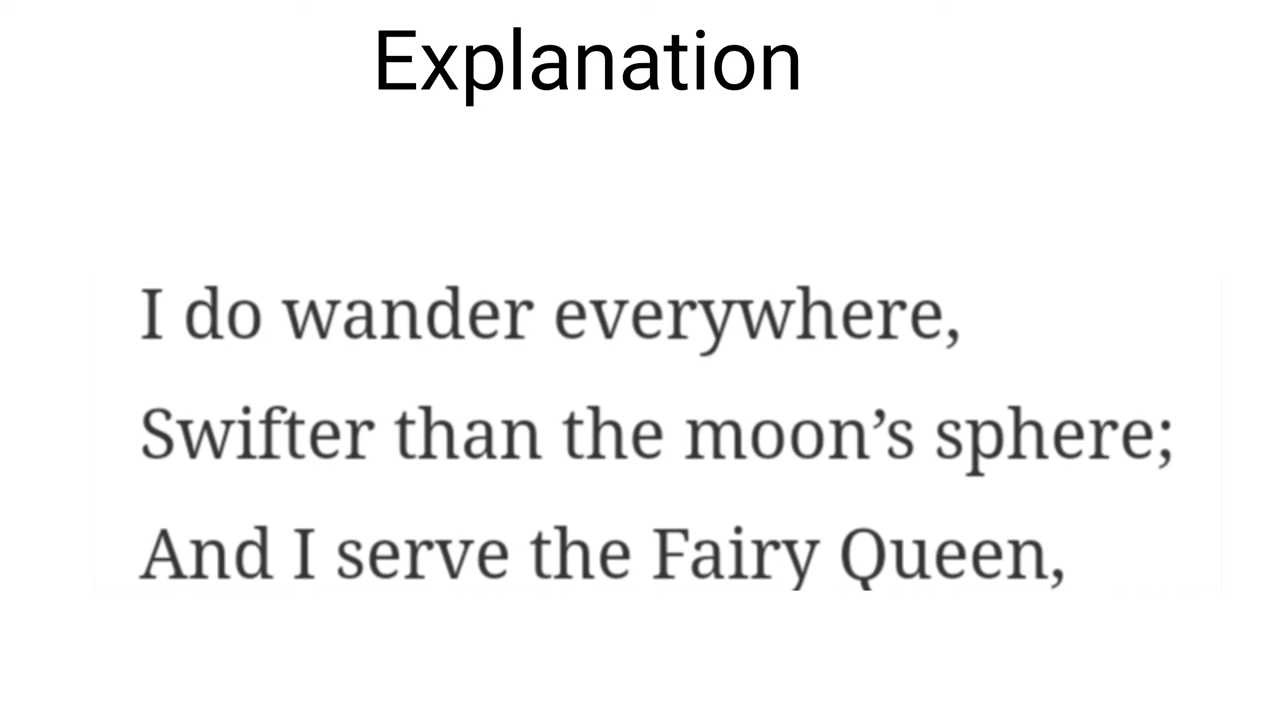 Explanation
I do wander everywhere,
Swifter than the moon’s sphere;
And I serve the Fairy Queen,